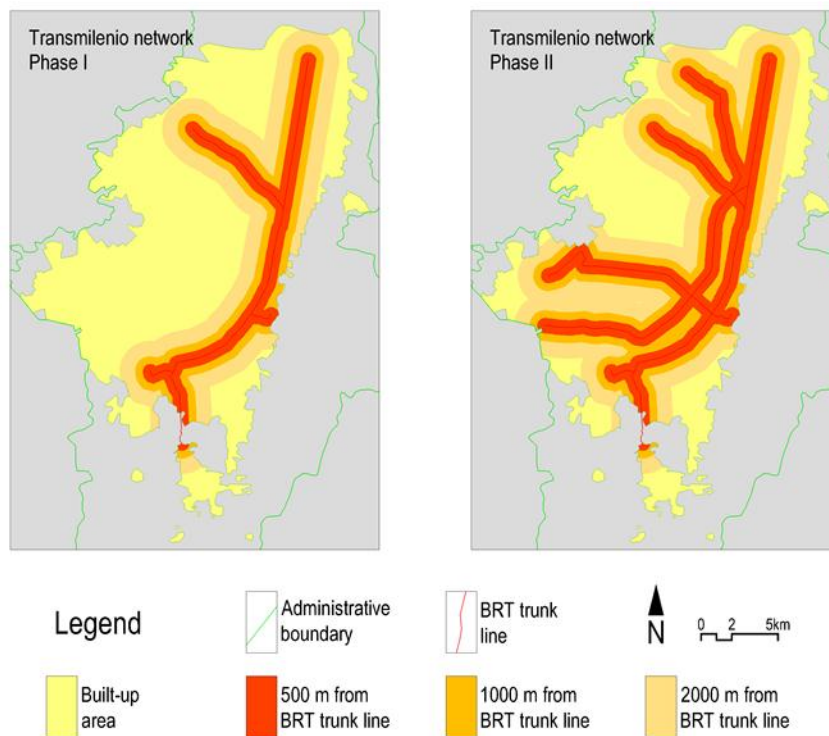 Transmilenio network
Phase I
Transmilenio network
Phase II
Legend
Administrative
boundary
BRT trunk
line
N
0 2 5km
Built-up
area
500 m from
BRT trunk line
1000 m from
BRT trunk line
2000 m from
BRT trunk line